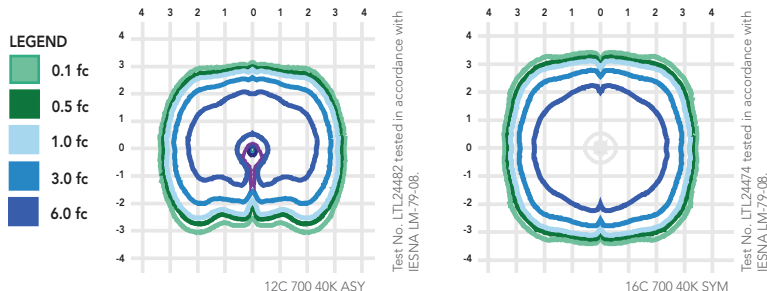 LEGEND
0.1 fc
0.5 fc
1.0 fc
3.0 fc
6.0 fc
4 3 2 1 0 1 2 3 4
4
3
2
1
0
-1
-2
-3
-4
12C 700 40K ASY
Test No. LTL24482 tested in accordance with
IESNA LM-79-08.
4 3 2 1 0 1 2 3 4
4
3
2
1
0
-1
-2
-3
-4
16C 700 40K SYM
Test No. LTL24474 tested in accordance with
IESNA LM-79-08.